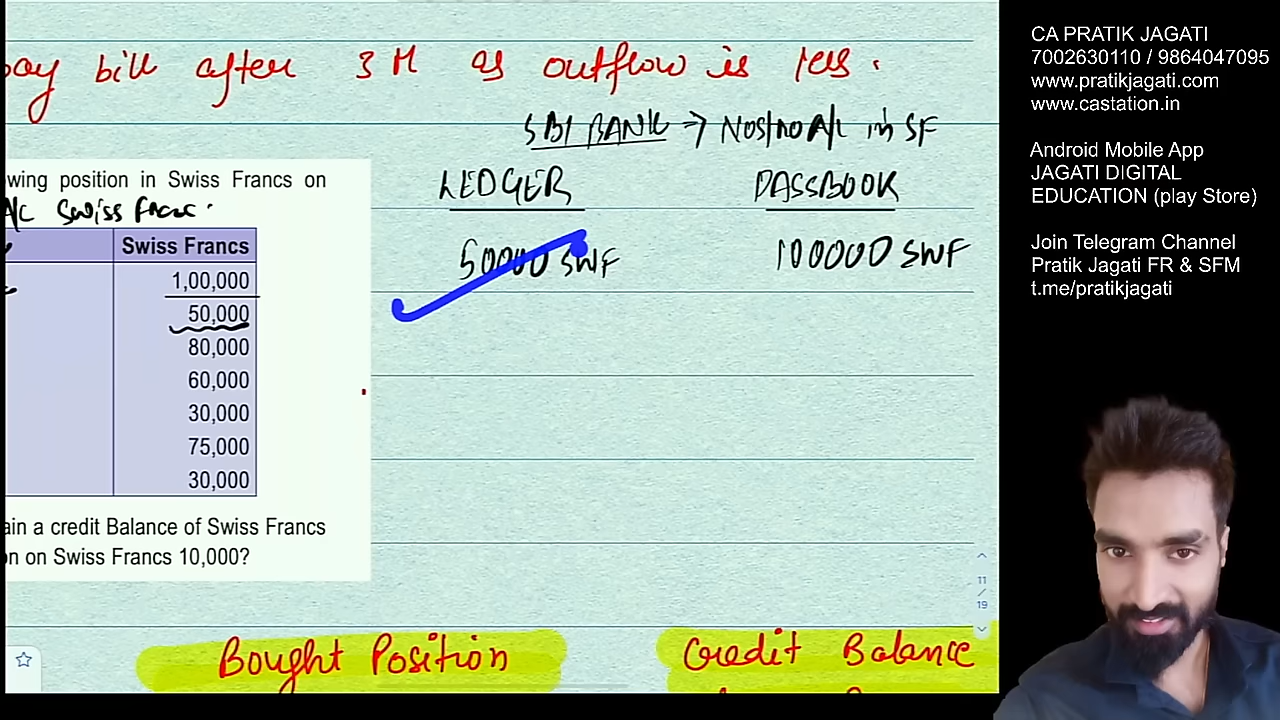 pay bill after 3 M as outflow is less.
SBI BANK → NOSTRO A/C in SF
LEDGER
PASSBOOK
50000 SWF
100000 SWF
wing position in Swiss Francs on
A/C Swiss Franc.
Swiss Francs
1,00,000
50,000
80,000
60,000
30,000
75,000
30,000
ain a credit Balance of Swiss Francs
n on Swiss Francs 10,000?
11
/
19
Bought Position
Credit Balance
CA PRATIK JAGATI
7002630110 / 9864047095
www.pratikjagati.com
www.castation.in
Android Mobile App
JAGATI DIGITAL
EDUCATION (play Store)
Join Telegram Channel
Pratik Jagati FR & SFM
t.me/pratikjagati